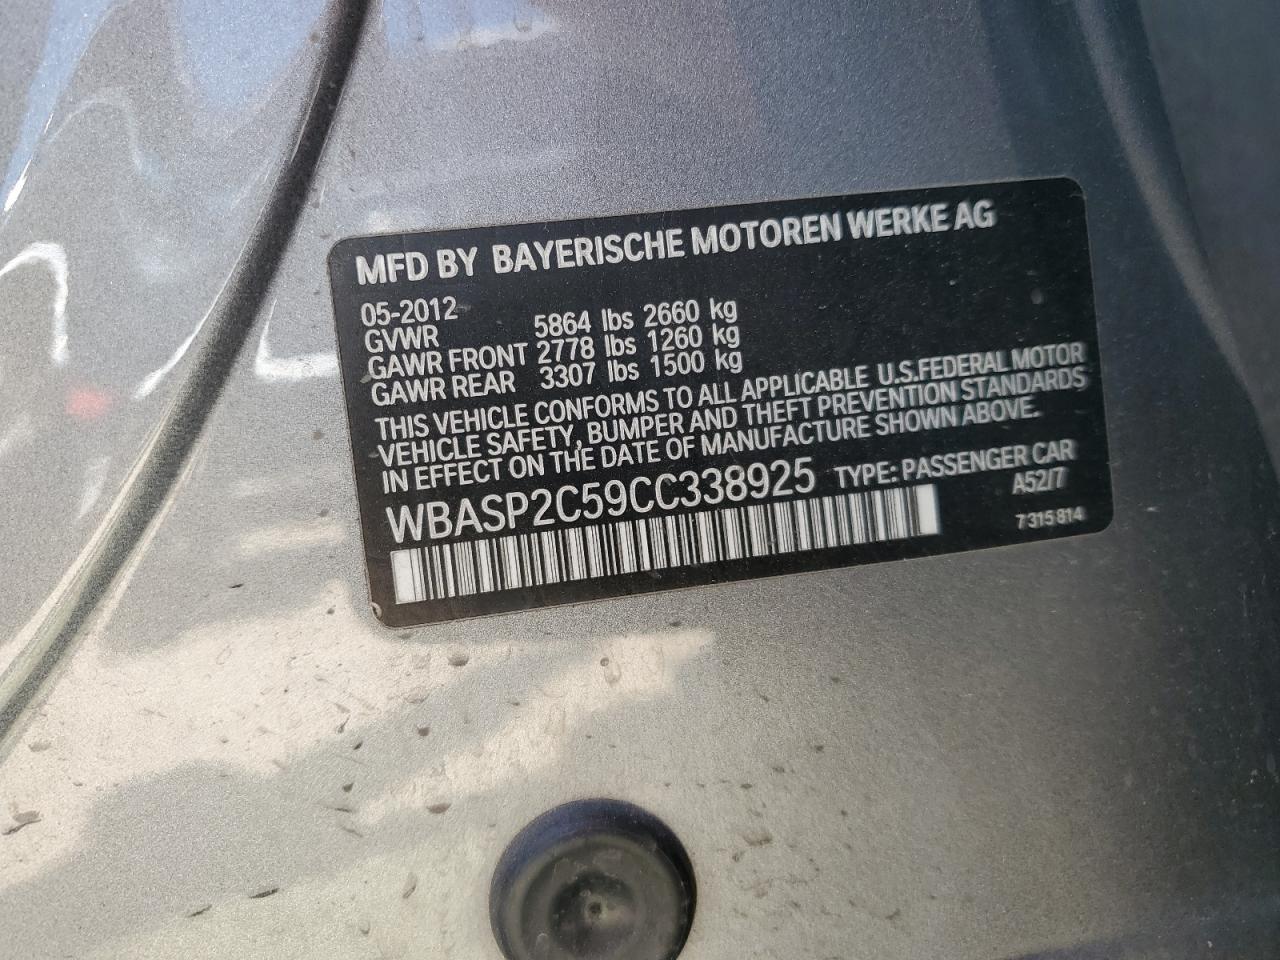 MFD BY BAYERISCHE MOTOREN WERKE AG
05-2012
GVWR 5864 lbs 2660 kg
GAWR FRONT 2778 lbs 1260 kg
GAWR REAR 3307 lbs 1500 kg
THIS VEHICLE CONFORMS TO ALL APPLICABLE U.S.FEDERAL MOTOR
VEHICLE SAFETY, BUMPER AND THEFT PREVENTION STANDARDS
IN EFFECT ON THE DATE OF MANUFACTURE SHOWN ABOVE.
WBASP2C59CC338925 TYPE: PASSENGER CAR
A52/7
7 315 814